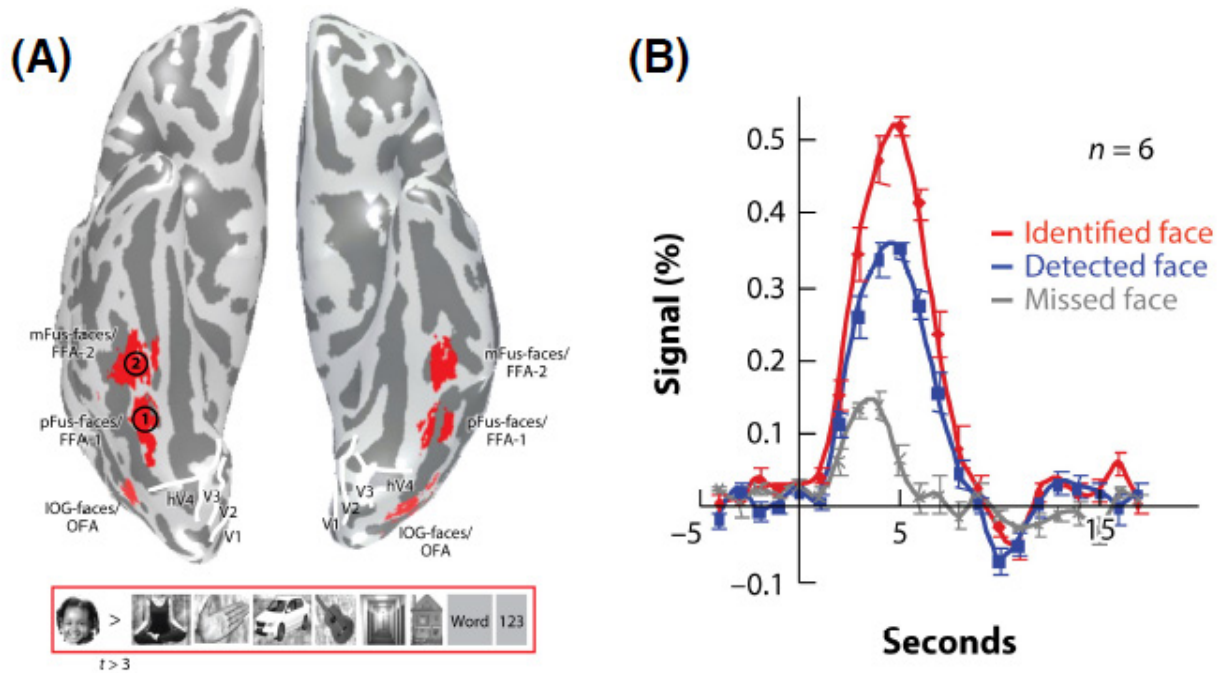 (A)
mFus-faces/
FFA-2
2
pFus-faces/
FFA-1
1
IOG-faces/
OFA
hV4
V3
V2
V1
mFus-faces/
FFA-2
pFus-faces/
FFA-1
V3
hV4
V2
V1
IOG-faces/
OFA
>
Word
123
t > 3
(B)
Signal (%)
0.5
0.4
0.3
0.2
0.1
−0.1
−5
5
15
Seconds
n = 6
Identified face
Detected face
Missed face